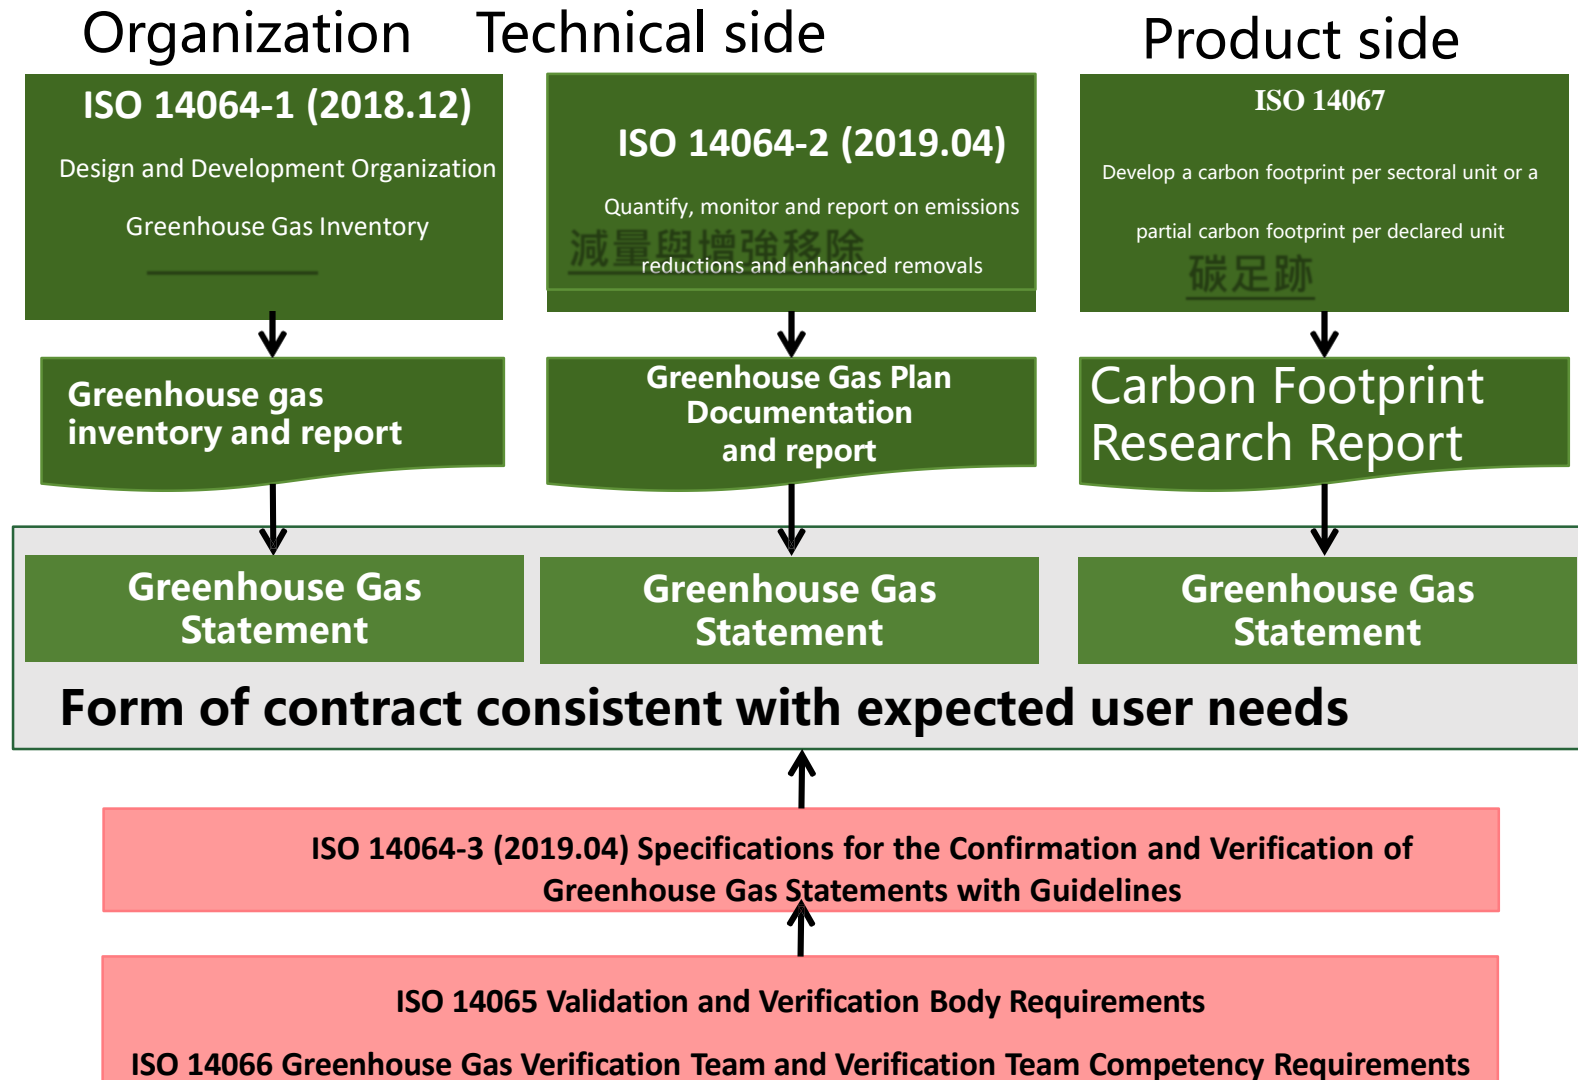 Organization
Technical side
Product side
ISO 14064-1 (2018.12)
Design and Development Organization
Greenhouse Gas Inventory
ISO 14064-2 (2019.04)
Quantify, monitor and report on emissions
減量與增強移除
reductions and enhanced removals
ISO 14067
Develop a carbon footprint per sectoral unit or a
partial carbon footprint per declared unit
碳足跡
Greenhouse gas
inventory and report
Greenhouse Gas Plan
Documentation
and report
Carbon Footprint
Research Report
Greenhouse Gas
Statement
Greenhouse Gas
Statement
Greenhouse Gas
Statement
Form of contract consistent with expected user needs
ISO 14064-3 (2019.04) Specifications for the Confirmation and Verification of
Greenhouse Gas Statements with Guidelines
ISO 14065 Validation and Verification Body Requirements
ISO 14066 Greenhouse Gas Verification Team and Verification Team Competency Requirements